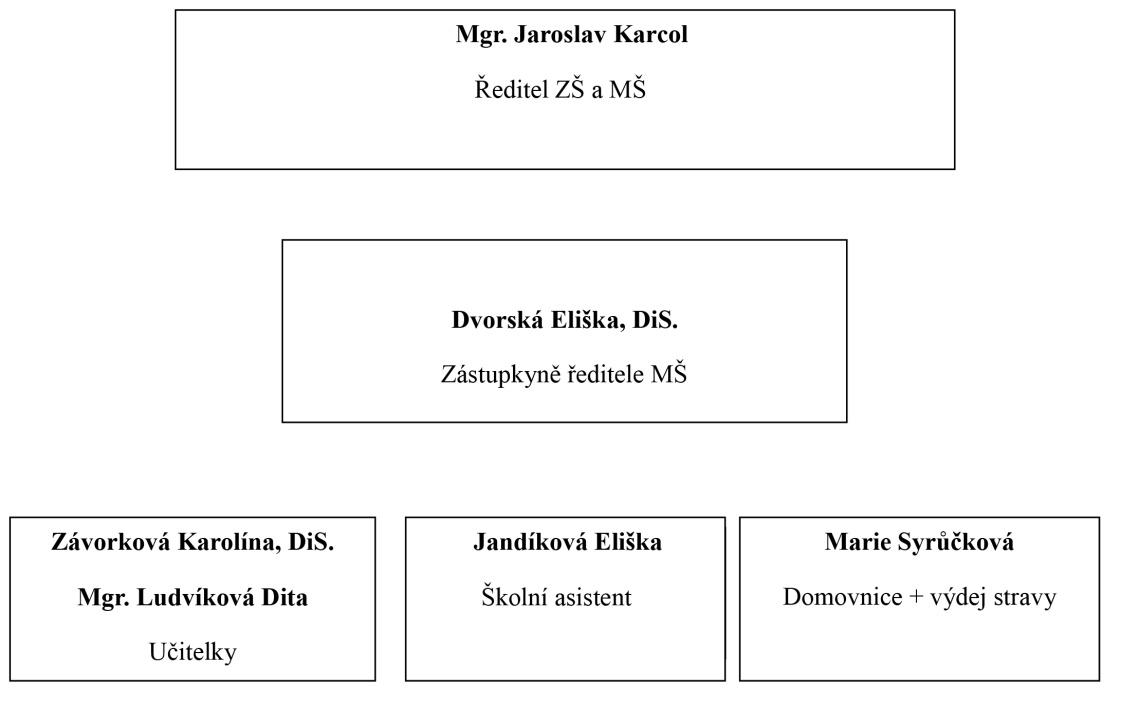 Mgr. Jaroslav Karcol
Ředitel ZŠ a MŠ
Dvorská Eliška, DiS.
Zástupkyně ředitele MŠ
Závorková Karolína, DiS.
Mgr. Ludvíková Dita
Učitelky
Jandíková Eliška
Školní asistent
Marie Syrůčková
Domovnice + výdej stravy